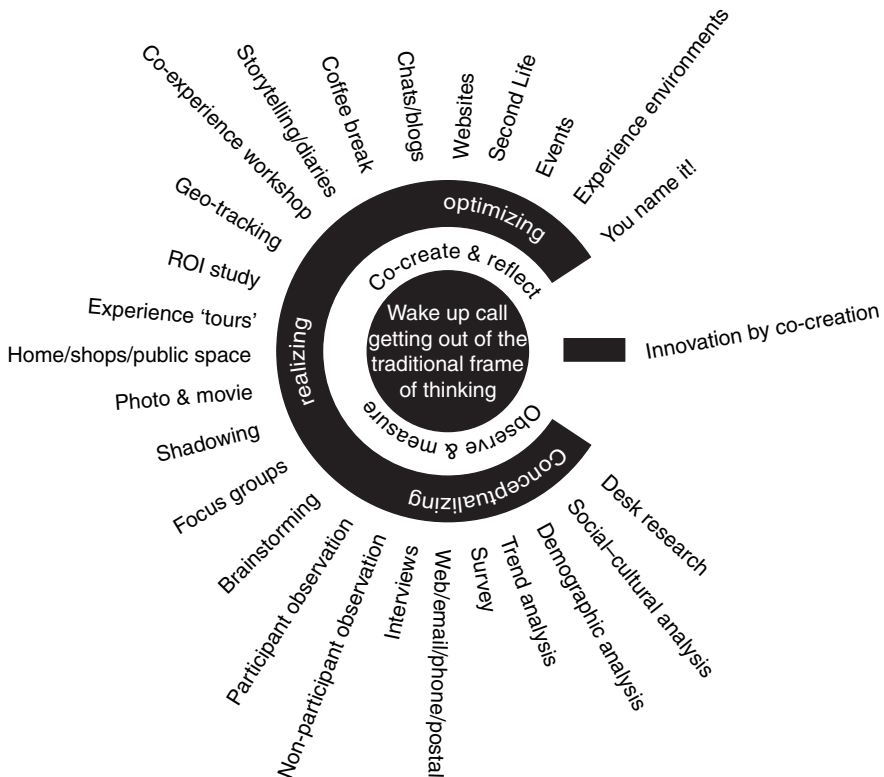 Wake up call
getting out of the
traditional frame
of thinking
Co-create & reflect
Observe & measure
Conceptualizing
realizing
optimizing
Innovation by co-creation
Desk research
Social–cultural analysis
Demographic analysis
Trend analysis
Survey
Web/email/phone/postal
Interviews
Non-participant observation
Participant observation
Brainstorming
Focus groups
Shadowing
Photo & movie
Home/shops/public space
Experience ‘tours’
ROI study
Geo-tracking
Co-experience workshop
Storytelling/diaries
Coffee break
Chats/blogs
Websites
Second Life
Events
Experience environments
You name it!